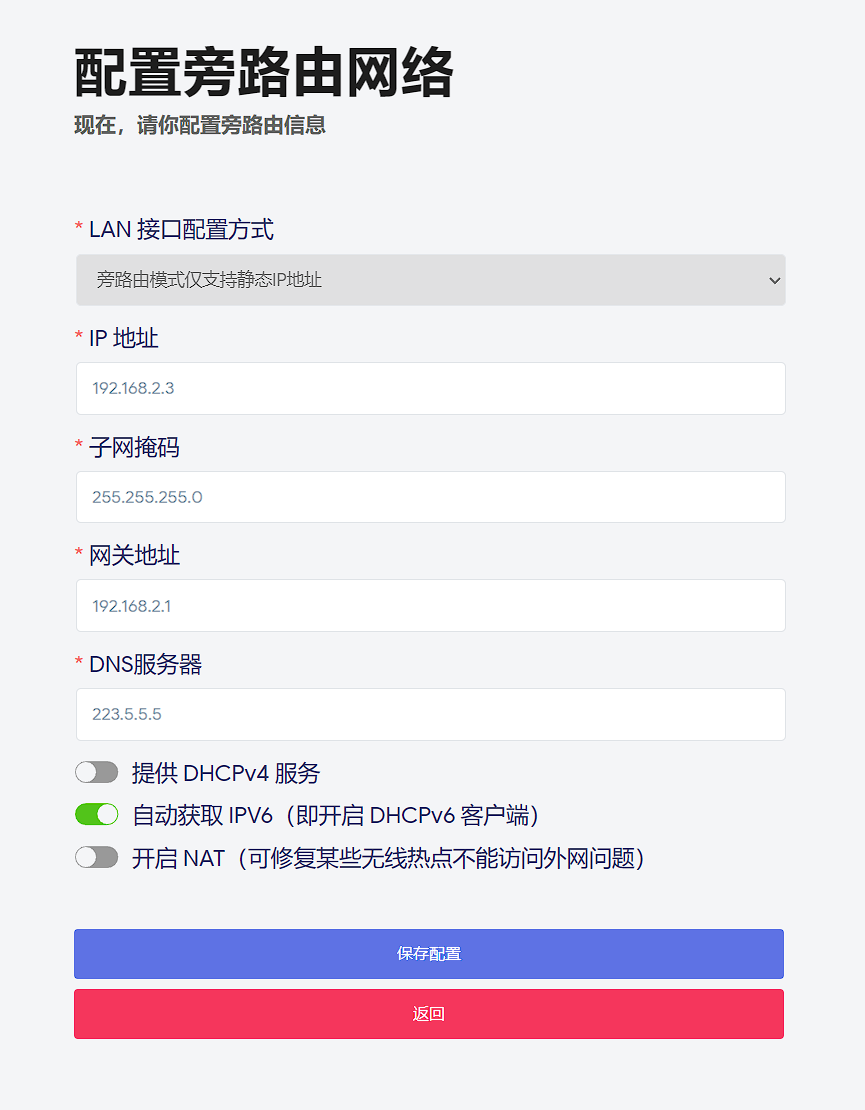 配置旁路由网络
现在，请你配置旁路由信息
* LAN 接口配置方式
旁路由模式仅支持静态IP地址
* IP 地址
192.168.2.3
* 子网掩码
255.255.255.0
* 网关地址
192.168.2.1
* DNS服务器
223.5.5.5
提供 DHCPv4 服务
自动获取 IPV6（即开启 DHCPv6 客户端）
开启 NAT（可修复某些无线热点不能访问外网问题）
保存配置
返回